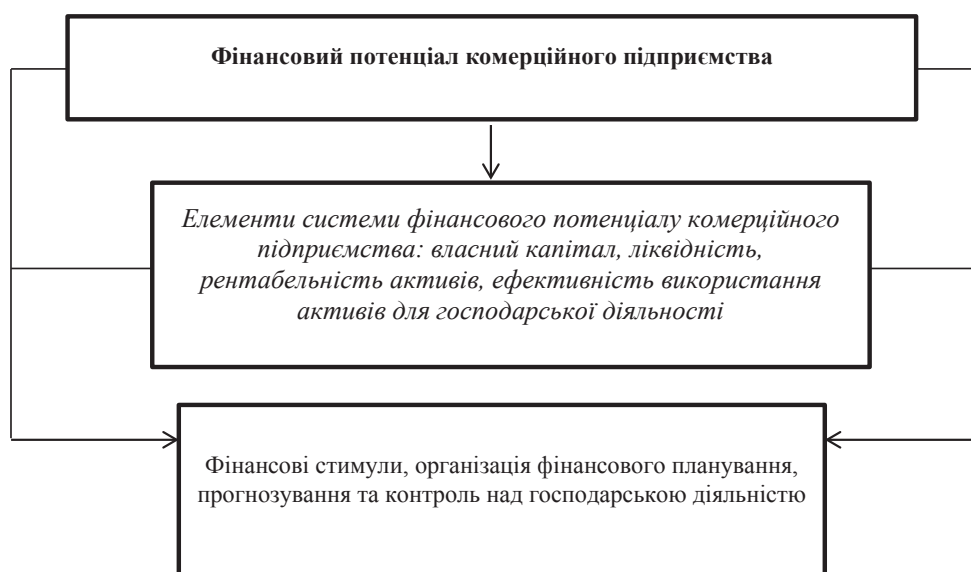 Фінансовий потенціал комерційного підприємства
Елементи системи фінансового потенціалу комерційного
підприємства: власний капітал, ліквідність,
рентабельність активів, ефективність використання
активів для господарської діяльності
Фінансові стимули, організація фінансового планування,
прогнозування та контроль над господарською діяльністю